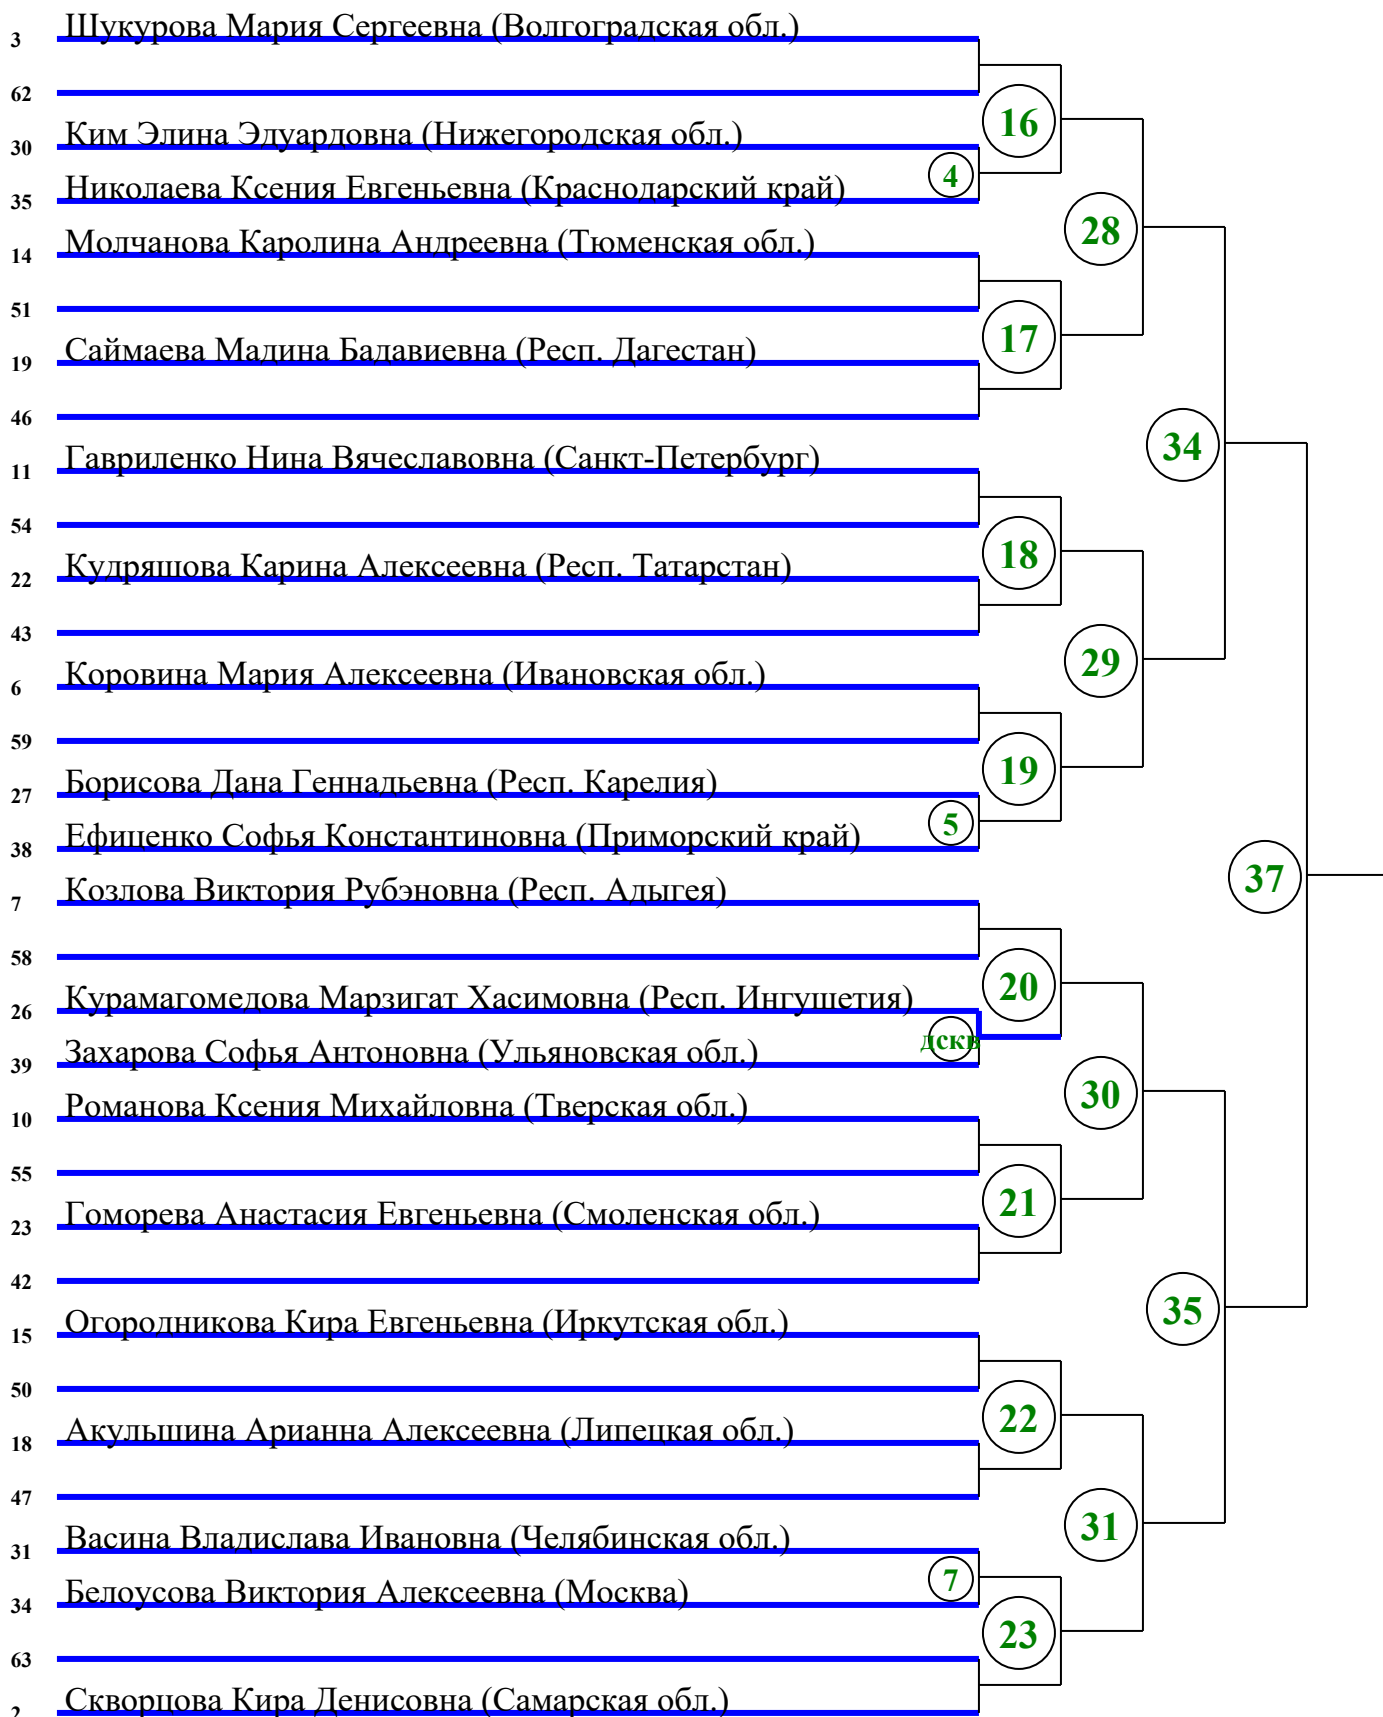 3 Шукурова Мария Сергеевна (Волгоградская обл.)
62
16
30 Ким Элина Эдуардовна (Нижегородская обл.)
4
35 Николаева Ксения Евгеньевна (Краснодарский край)
28
14 Молчанова Каролина Андреевна (Тюменская обл.)
51
17
19 Саймаева Мадина Бадавиевна (Респ. Дагестан)
46
34
11 Гавриленко Нина Вячеславовна (Санкт-Петербург)
54
18
22 Кудряшова Карина Алексеевна (Респ. Татарстан)
43
29
6 Коровина Мария Алексеевна (Ивановская обл.)
59
19
27 Борисова Дана Геннадьевна (Респ. Карелия)
5
38 Ефиценко Софья Константиновна (Приморский край)
37
7 Козлова Виктория Рубэновна (Респ. Адыгея)
58
20
26 Курамагомедова Марзигат Хасимовна (Респ. Ингушетия)
дскв
39 Захарова Софья Антоновна (Ульяновская обл.)
30
10 Романова Ксения Михайловна (Тверская обл.)
55
21
23 Гоморева Анастасия Евгеньевна (Смоленская обл.)
42
35
15 Огородникова Кира Евгеньевна (Иркутская обл.)
50
22
18 Акульшина Арианна Алексеевна (Липецкая обл.)
47
31
31 Васина Владислава Ивановна (Челябинская обл.)
7
34 Белоусова Виктория Алексеевна (Москва)
23
63
2 Скворцова Кира Денисовна (Самарская обл.)